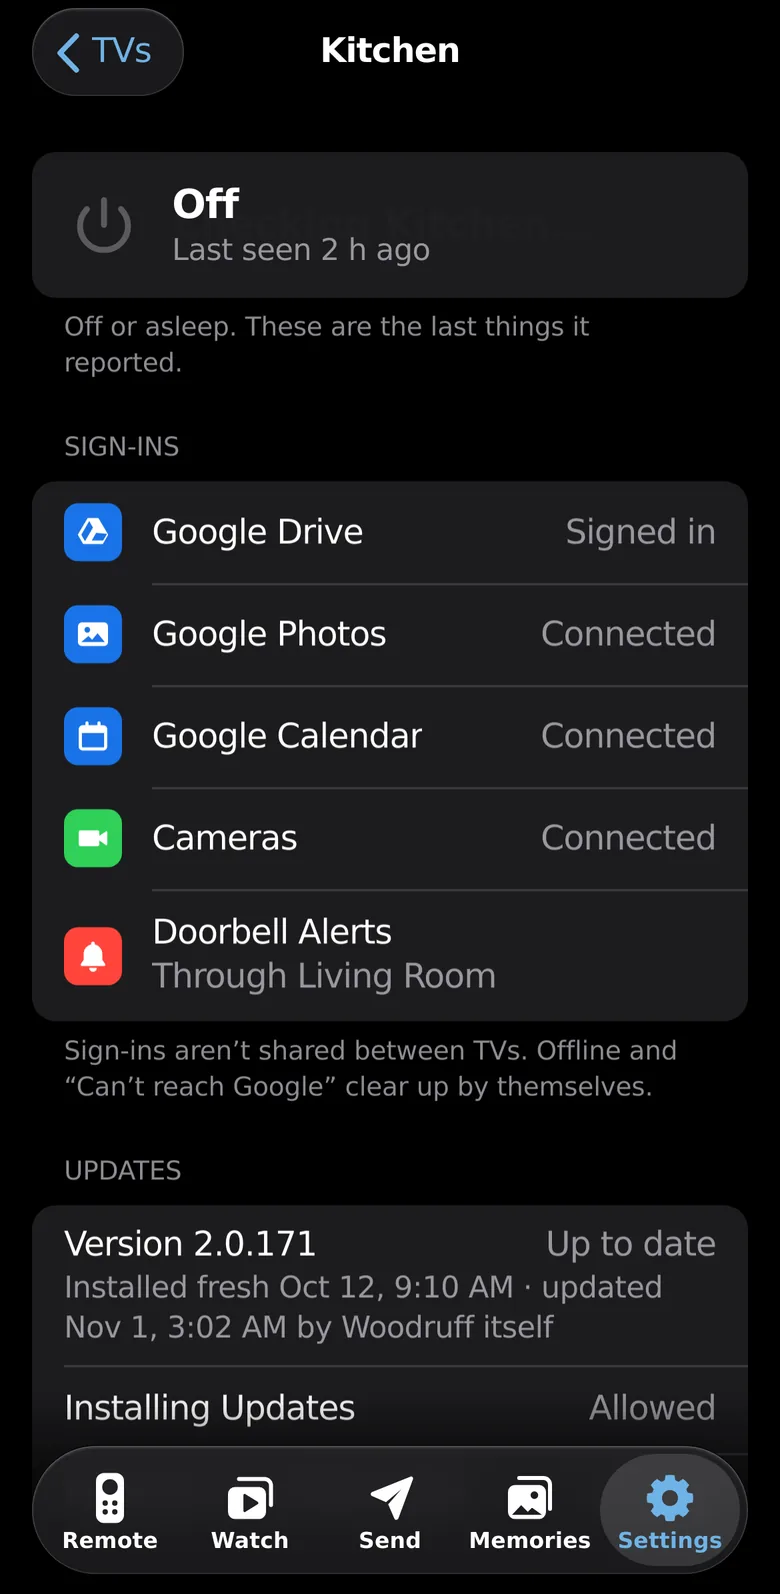 TVs
Kitchen
Off
Last seen 2 h ago
Off or asleep. These are the last things it
reported.
SIGN-INS
Google Drive Signed in
Google Photos Connected
Google Calendar Connected
Cameras Connected
Doorbell Alerts
Through Living Room
Sign-ins aren’t shared between TVs. Offline and
“Can’t reach Google” clear up by themselves.
UPDATES
Version 2.0.171 Up to date
Installed fresh Oct 12, 9:10 AM · updated
Nov 1, 3:02 AM by Woodruff itself
Installing Updates Allowed
Remote Watch Send Memories Settings